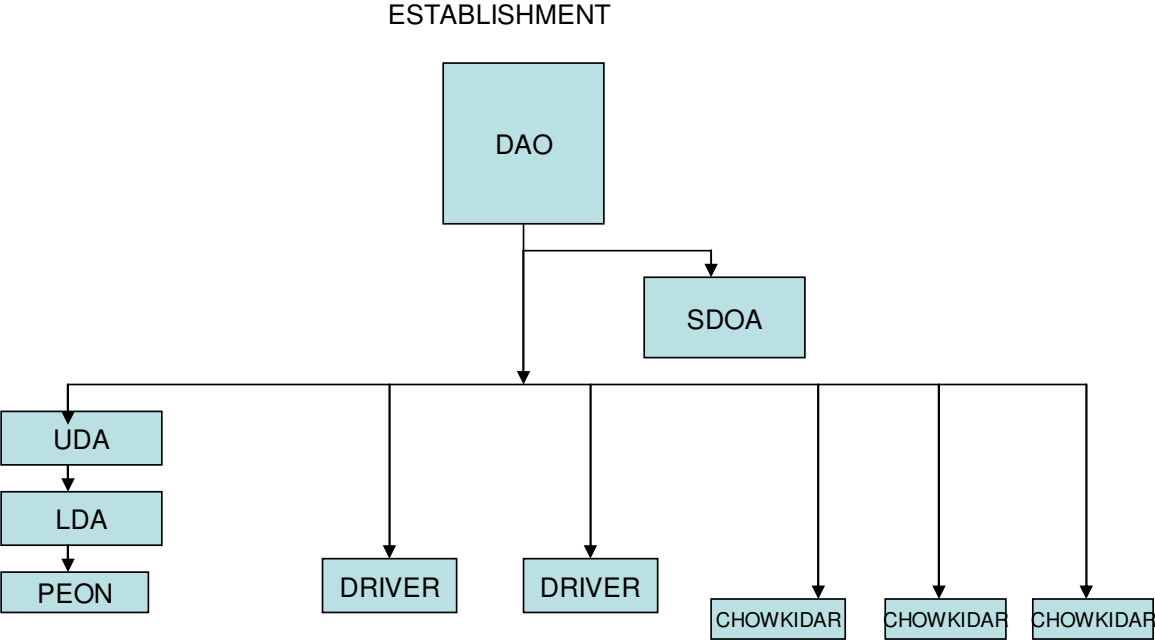 ESTABLISHMENT
DAO
SDOA
UDA
LDA
PEON
DRIVER
DRIVER
CHOWKIDAR
CHOWKIDAR
CHOWKIDAR